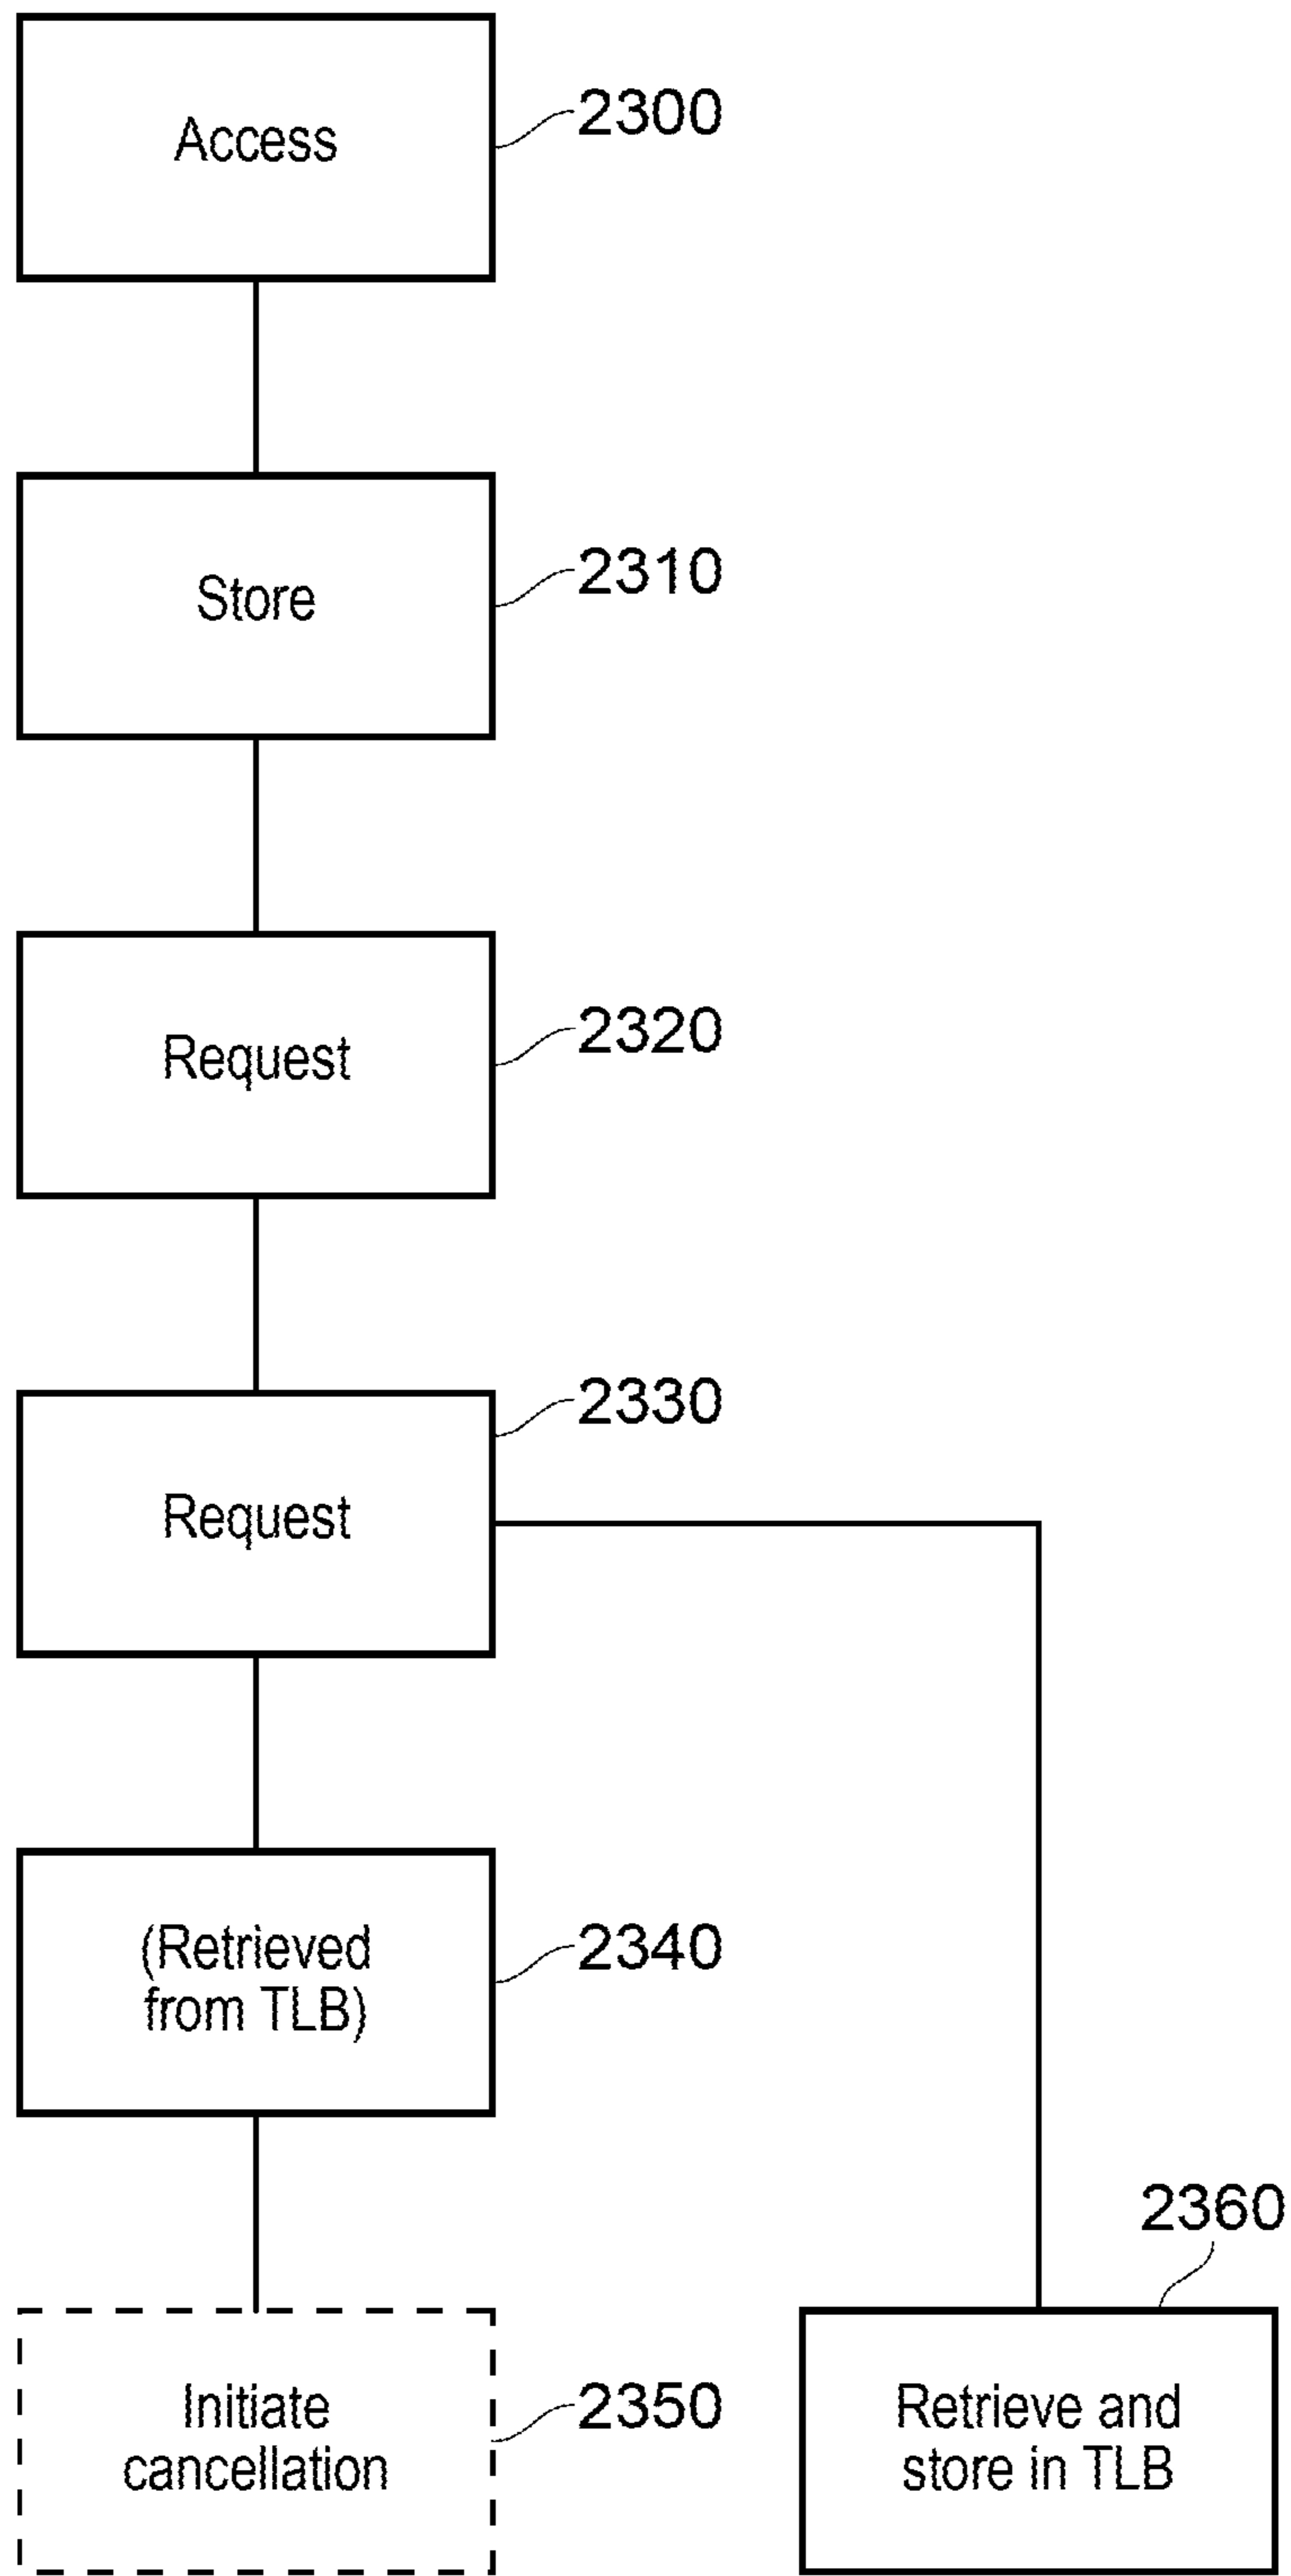 Access
2300
Store
2310
Request
2320
Request
2330
(Retrieved
from TLB)
2340
Initiate
cancellation
2350
2360
Retrieve and
store in TLB